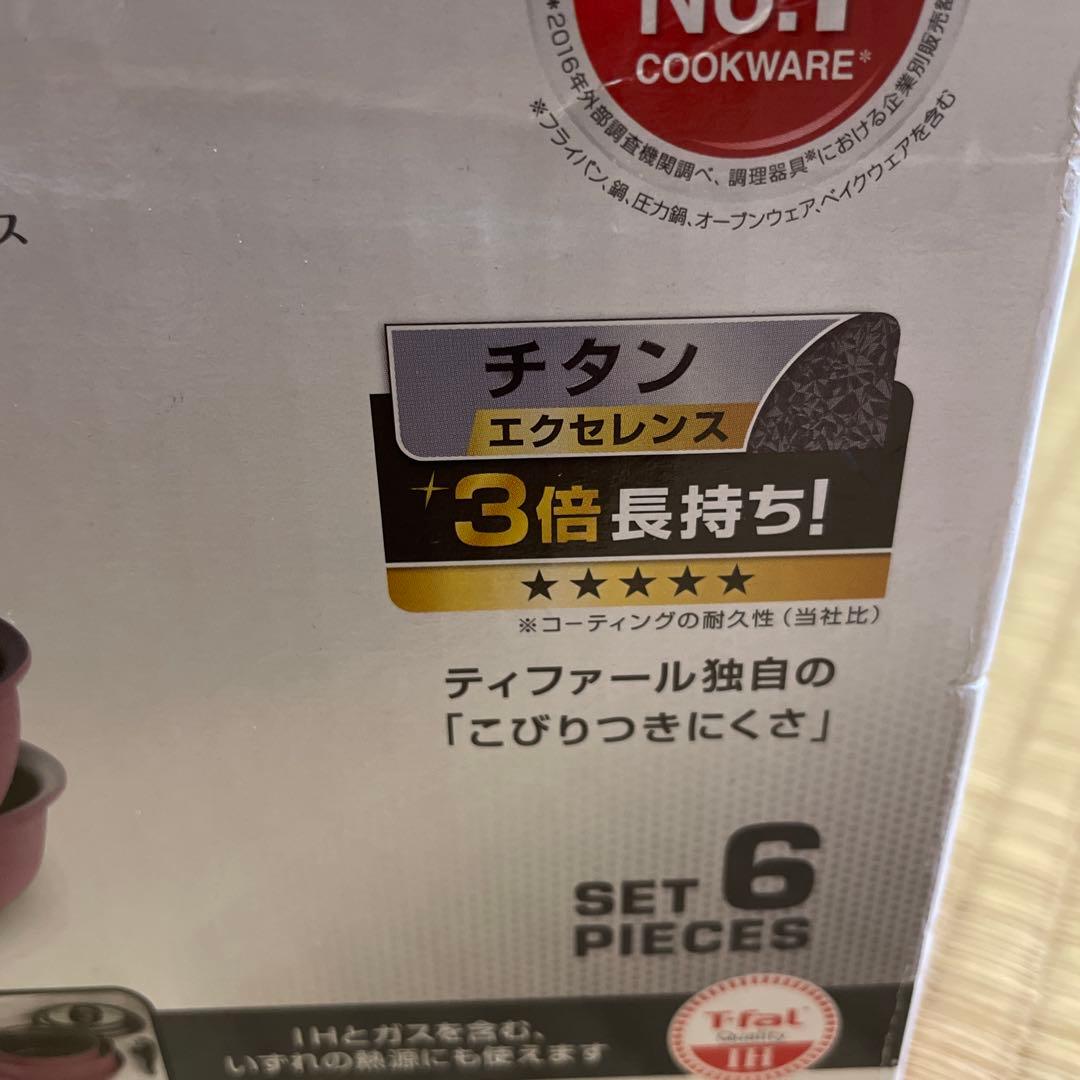 No.1
COOKWARE*
*2016年外部調査機関調べ、調理器具※における企業別販売額
※フライパン、鍋、圧力鍋、オーブンウェア、ベイクウェアを含む
ス
チタン
エクセレンス
3倍長持ち!
★★★★★
※コーティングの耐久性(当社比)
ティファール独自の
「こびりつきにくさ」
SET 6
PIECES
IHとガスを含む、
いずれの熱源にも使えます
T-fal
Quality
IH